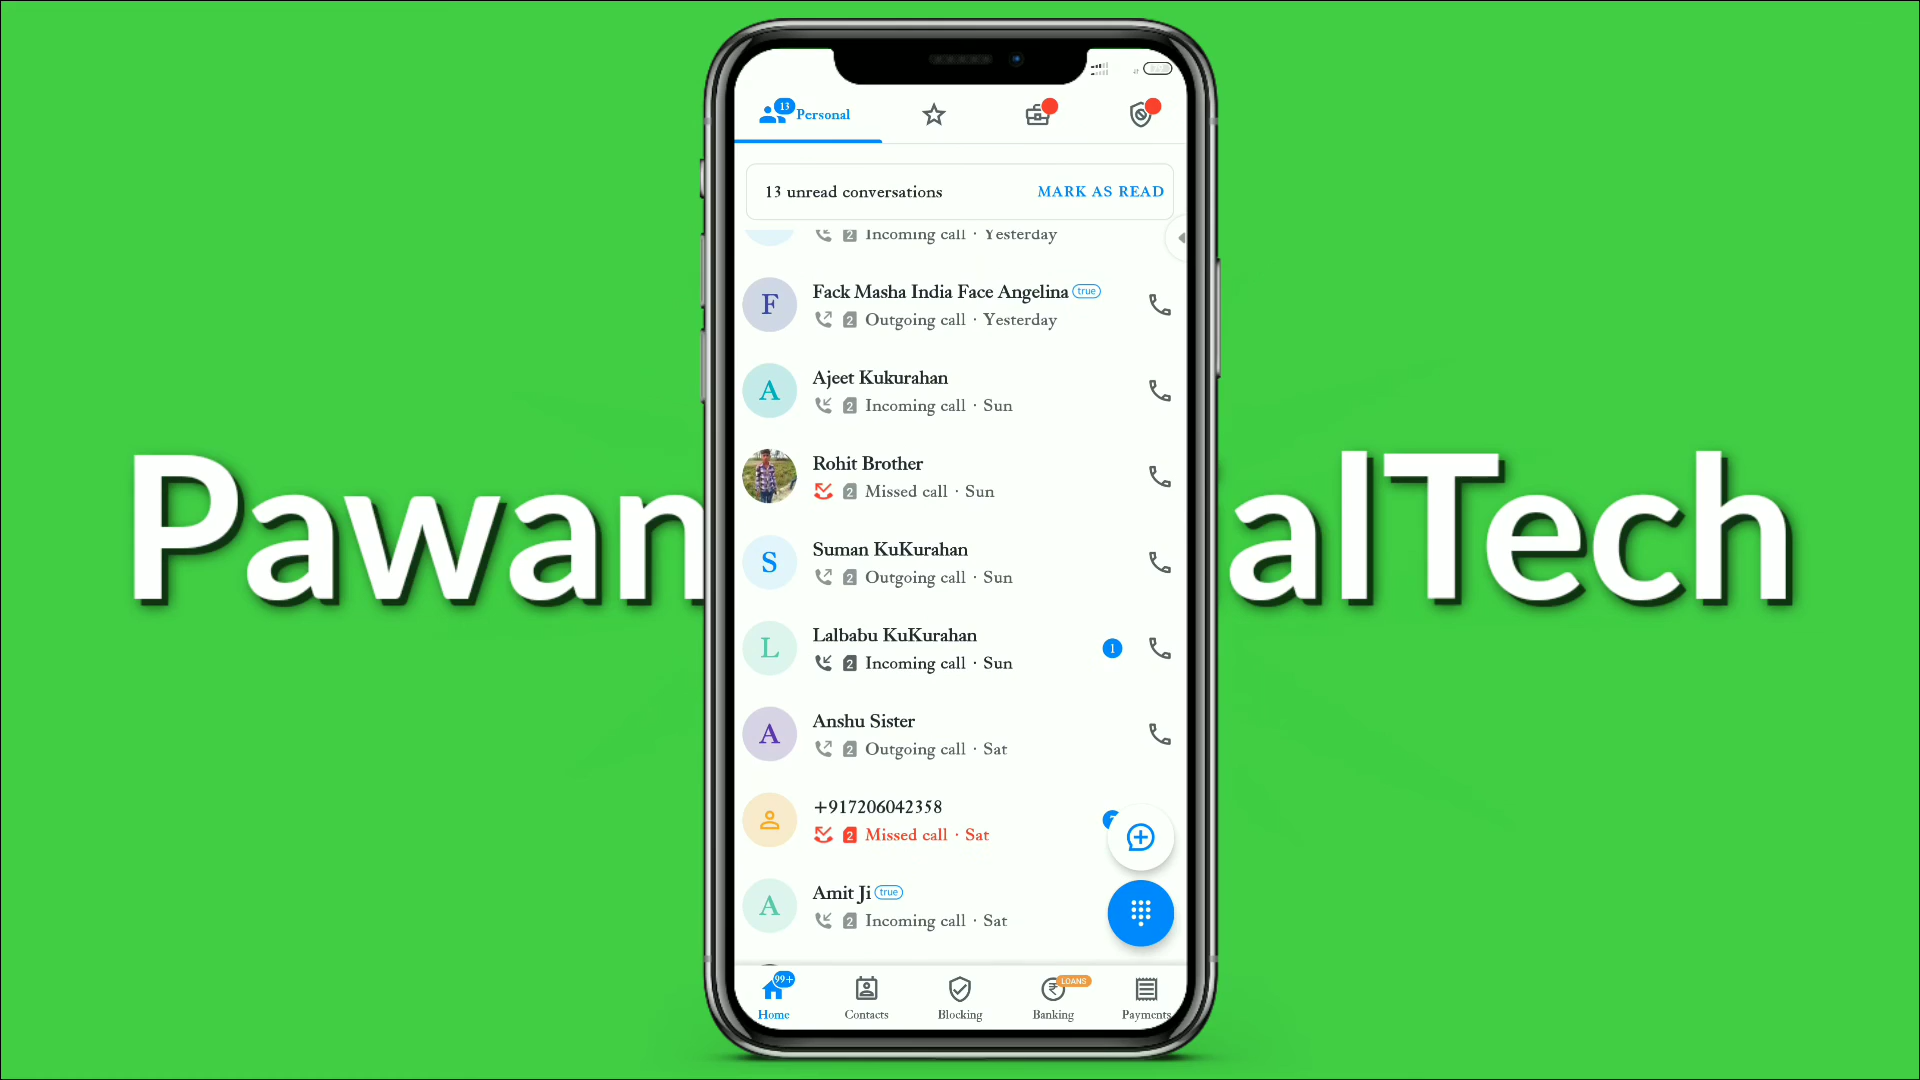 13
Personal
13 unread conversations
MARK AS READ
2 Incoming call · Yesterday
F
Fack Masha India Face Angelina true
2 Outgoing call · Yesterday
A
Ajeet Kukurahan
2 Incoming call · Sun
Rohit Brother
2 Missed call · Sun
S
Suman KuKurahan
2 Outgoing call · Sun
L
Lalbabu KuKurahan
2 Incoming call · Sun
1
A
Anshu Sister
2 Outgoing call · Sat
+917206042358
2 Missed call · Sat
A
Amit Ji true
2 Incoming call · Sat
99+
LOANS
Home
Contacts
Blocking
Banking
Payments
Pawan
alTech